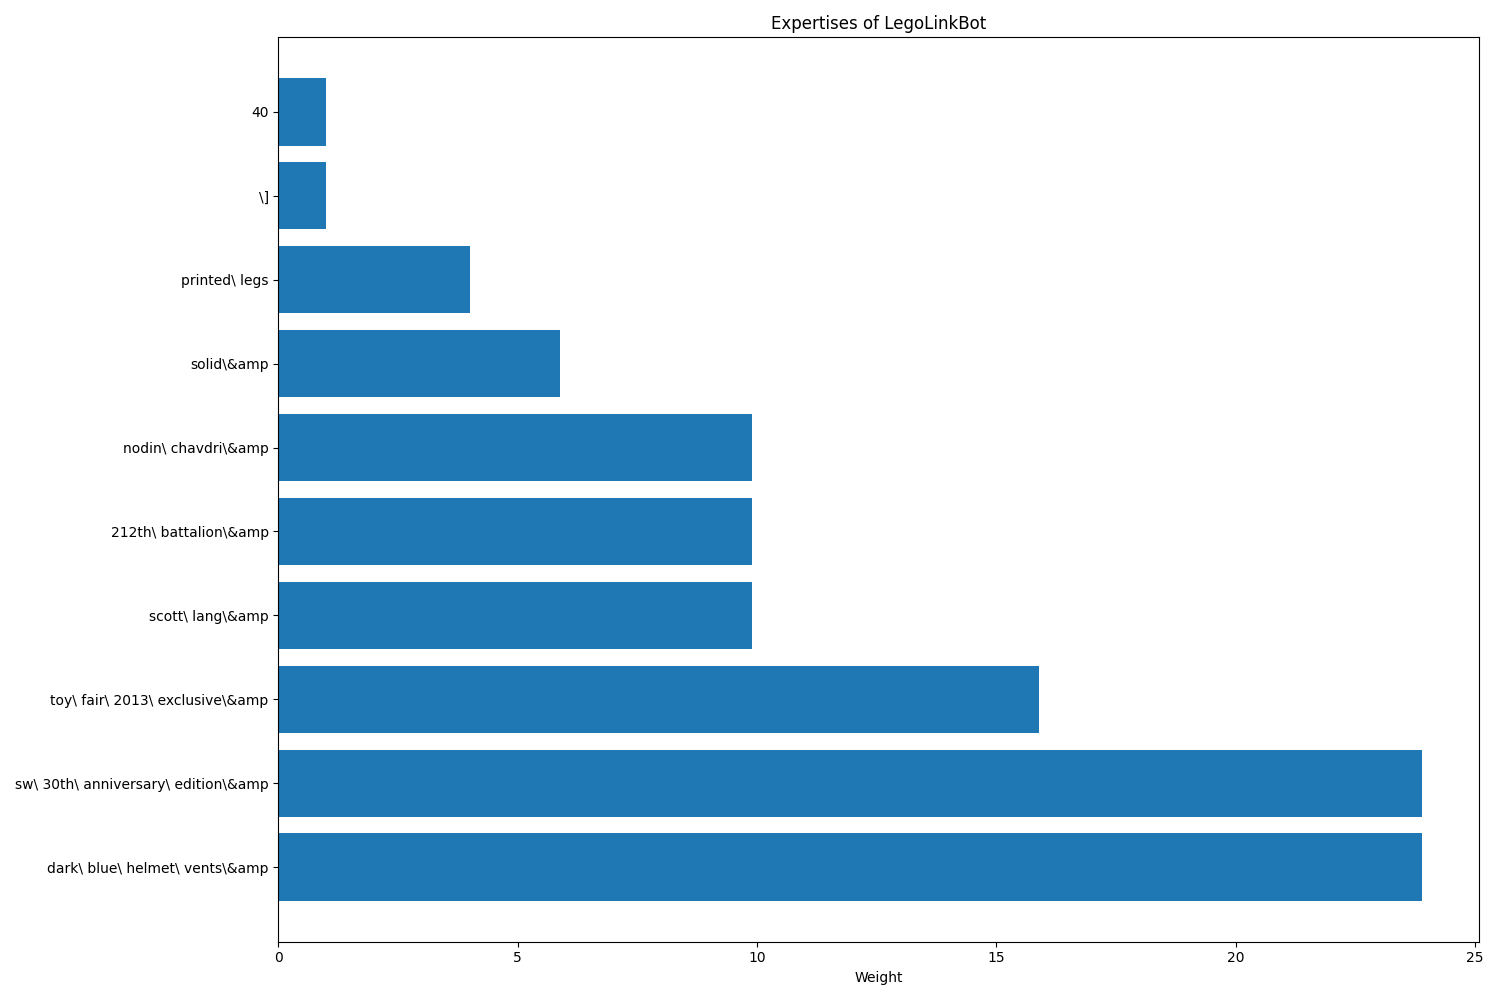 Expertises of LegoLinkBot
40
\]
printed\ legs
solid\&amp
nodin\ chavdri\&amp
212th\ battalion\&amp
scott\ lang\&amp
toy\ fair\ 2013\ exclusive\&amp
sw\ 30th\ anniversary\ edition\&amp
dark\ blue\ helmet\ vents\&amp
0 5 10 15 20 25
Weight